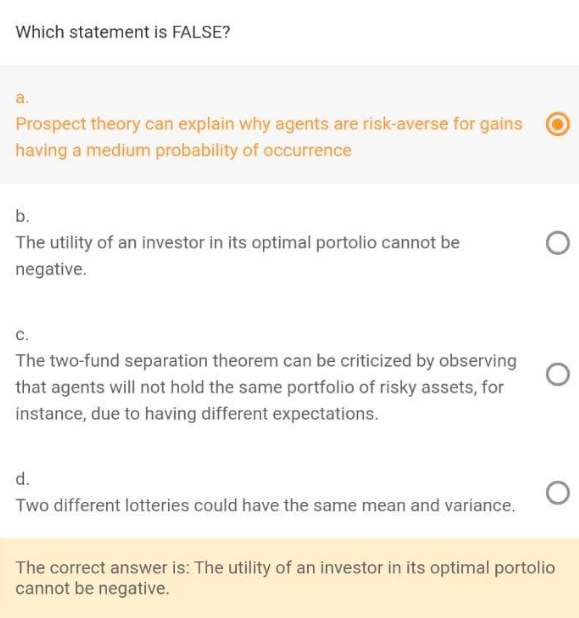 Which statement is FALSE?
a.
Prospect theory can explain why agents are risk-averse for gains
having a medium probability of occurrence
b.
The utility of an investor in its optimal portolio cannot be
negative.
c.
The two-fund separation theorem can be criticized by observing
that agents will not hold the same portfolio of risky assets, for
instance, due to having different expectations.
d.
Two different lotteries could have the same mean and variance.
The correct answer is: The utility of an investor in its optimal portolio
cannot be negative.